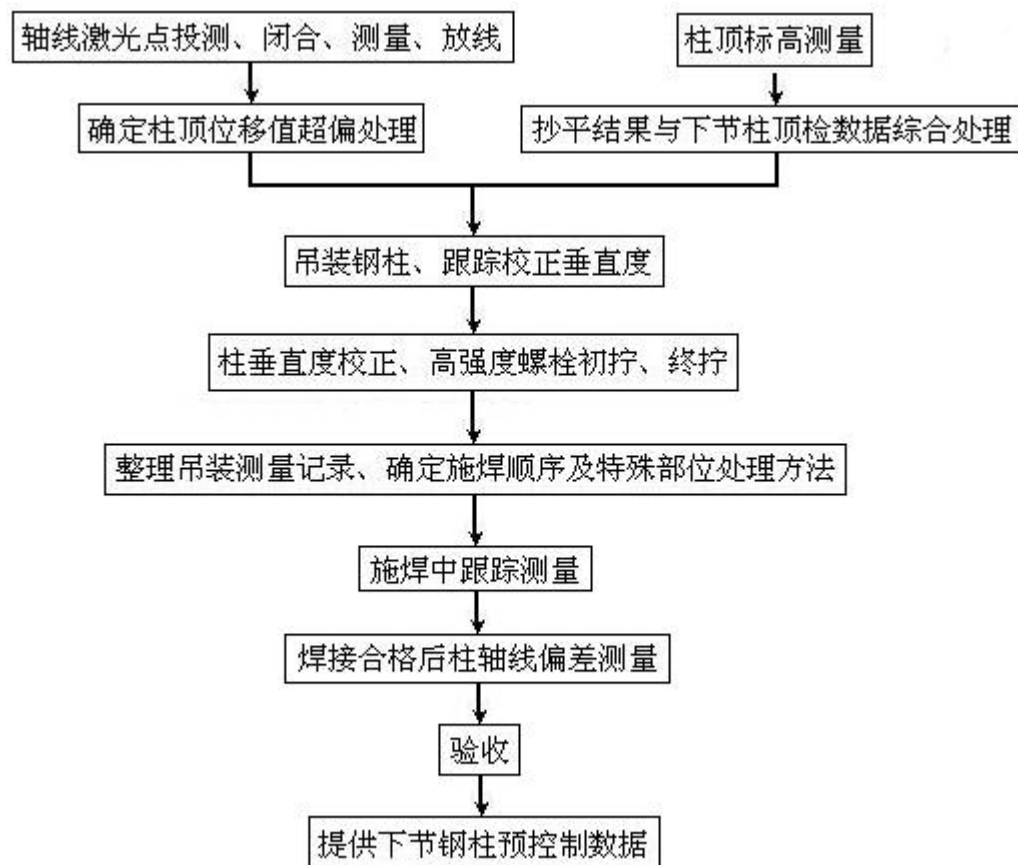 轴线激光点投测、闭合、测量、放线
柱顶标高测量
确定柱顶位移值超偏处理
抄平结果与下节柱顶检数据综合处理
吊装钢柱、跟踪校正垂直度
柱垂直度校正、高强度螺栓初拧、终拧
整理吊装测量记录、确定施焊顺序及特殊部位处理方法
施焊中跟踪测量
焊接合格后柱轴线偏差测量
验收
提供下节钢柱预控制数据